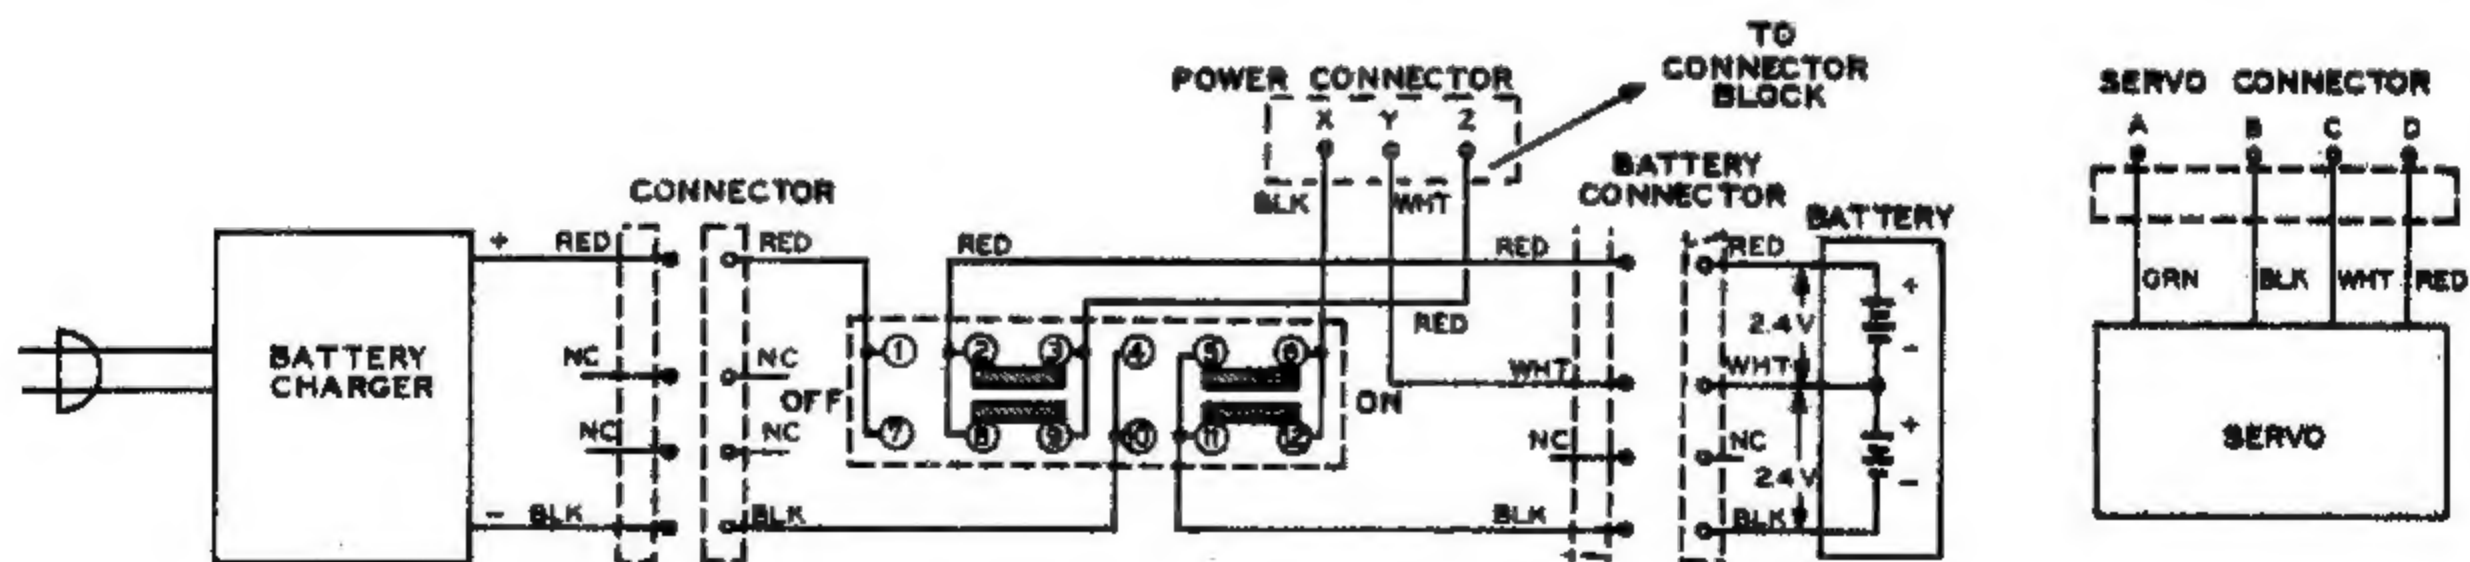 TO
CONNECTOR
BLOCK
POWER CONNECTOR
X Y Z
SERVO CONNECTOR
A B C D
BATTERY
CONNECTOR
CONNECTOR
BLK WHT
BATTERY
+ RED RED RED RED RED
+
GRN BLK WHT RED
2.4V
RED
-
1 2 3 4 5 6
BATTERY
CHARGER
NC NC
WHT WHT
OFF ON
+
NC NC
7 8 9 10 11 12
NC NC
SERVO
2.4V
-
- BLK BLK BLK BLK